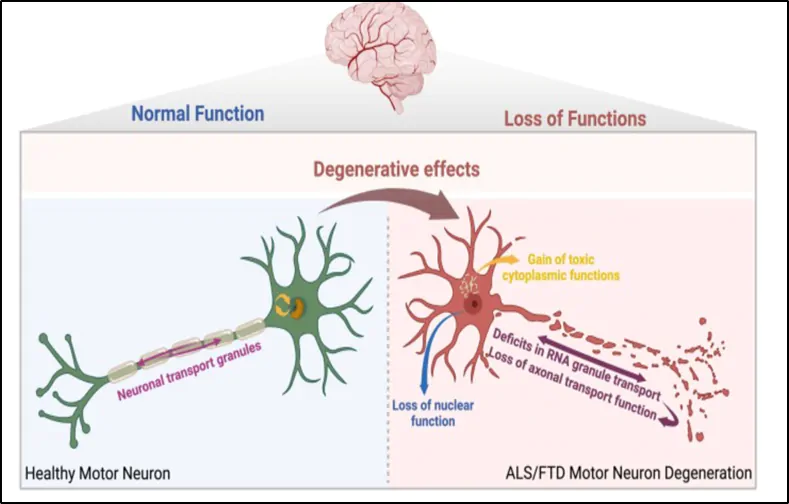 Normal Function
Loss of Functions
Degenerative effects
Gain of toxic
cytoplasmic functions
Neuronal transport granules
Deficits in RNA granule transport
Loss of axonal transport function
Loss of nuclear
function
Healthy Motor Neuron
ALS/FTD Motor Neuron Degeneration